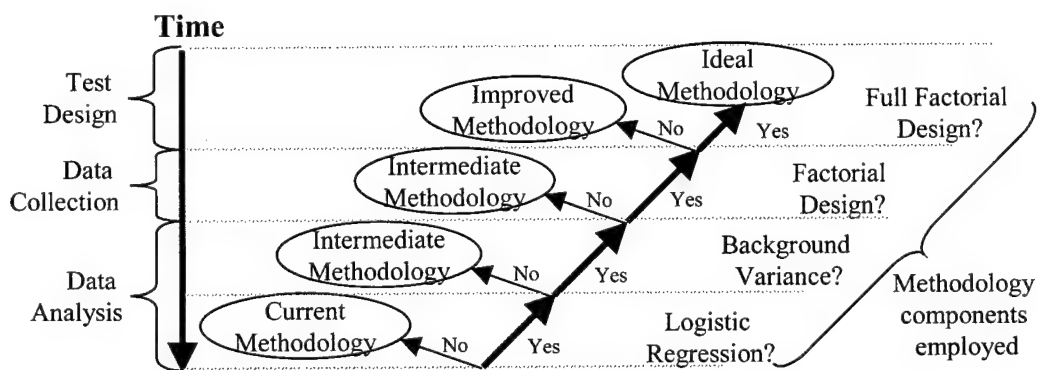 Time
Test
Design
Data
Collection
Data
Analysis
Ideal
Methodology
Improved
Methodology
No
Yes
Full Factorial
Design?
Intermediate
Methodology
No
Yes
Factorial
Design?
Intermediate
Methodology
No
Yes
Background
Variance?
Current
Methodology
No
Yes
Logistic
Regression?
Methodology
components
employed